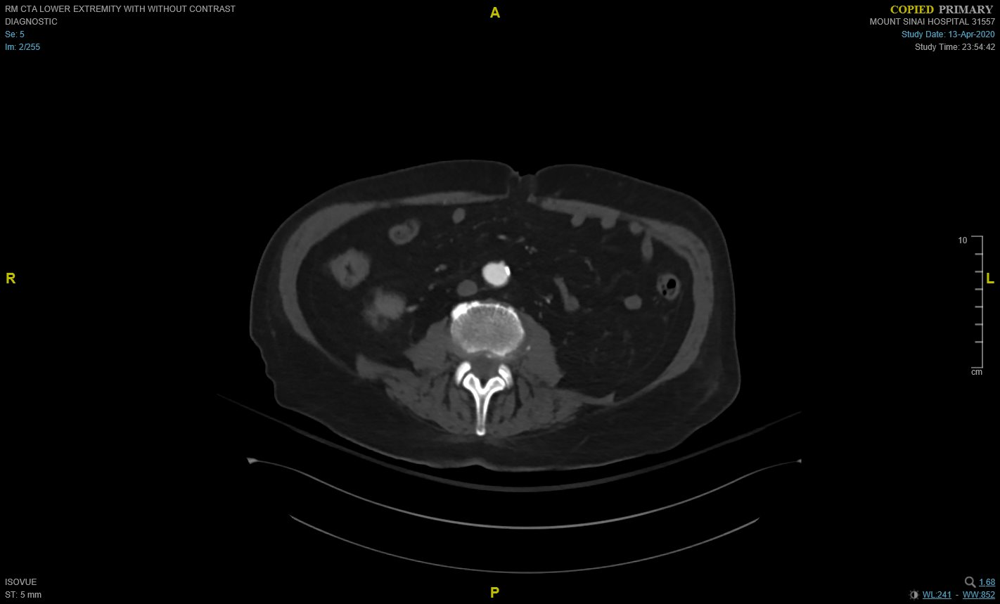 RM CTA LOWER EXTREMITY WITH WITHOUT CONTRAST
DIAGNOSTIC
Se: 5
Im: 2/255
A
COPIED PRIMARY
MOUNT SINAI HOSPITAL 31557
Study Date: 13-Apr-2020
Study Time: 23:54:42
10
R
L
cm
ISOVUE
ST: 5 mm
P
1.68
WL:241 - WW:852